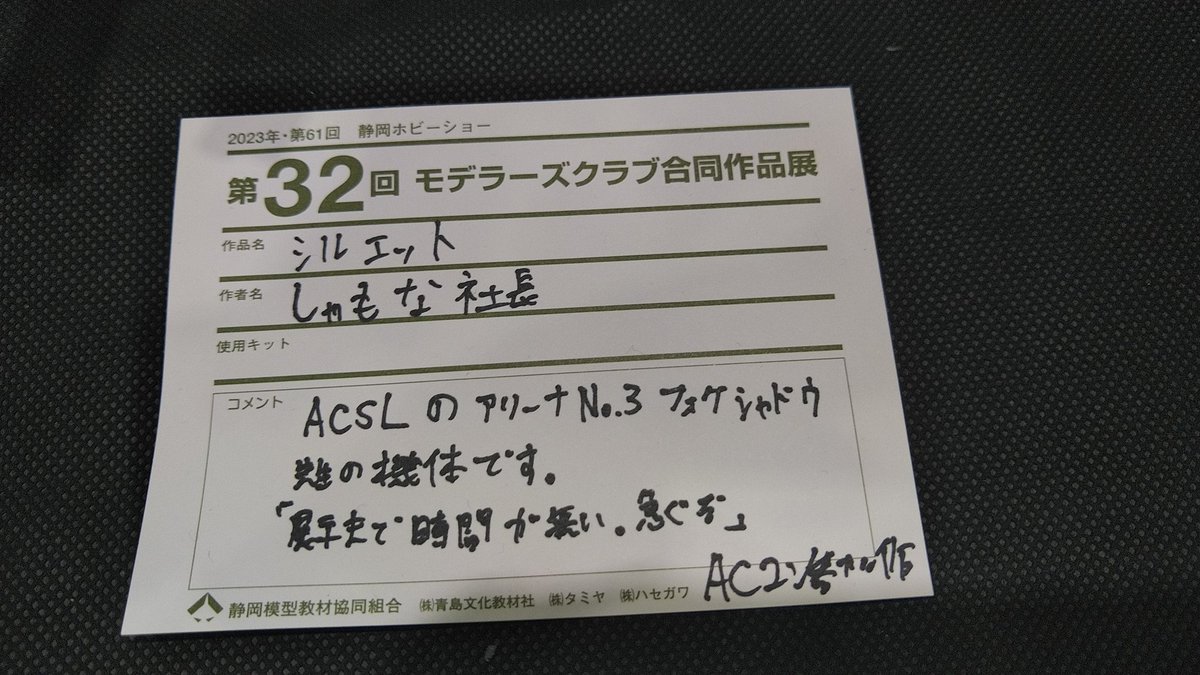 2023年・第61回 静岡ホビーショー
第32回 モデラーズクラブ合同作品展
作品名 シルエット
作者名 しゃもな社長
使用キット
コメント ACSLのアリーナNo.3 フォグシャドウ
の機体です。
「展示まで時間が無い。急ぐぞ」
ACコン
静岡模型教材協同組合 ㈱青島文化教材社 ㈱タミヤ ㈱ハセガワ